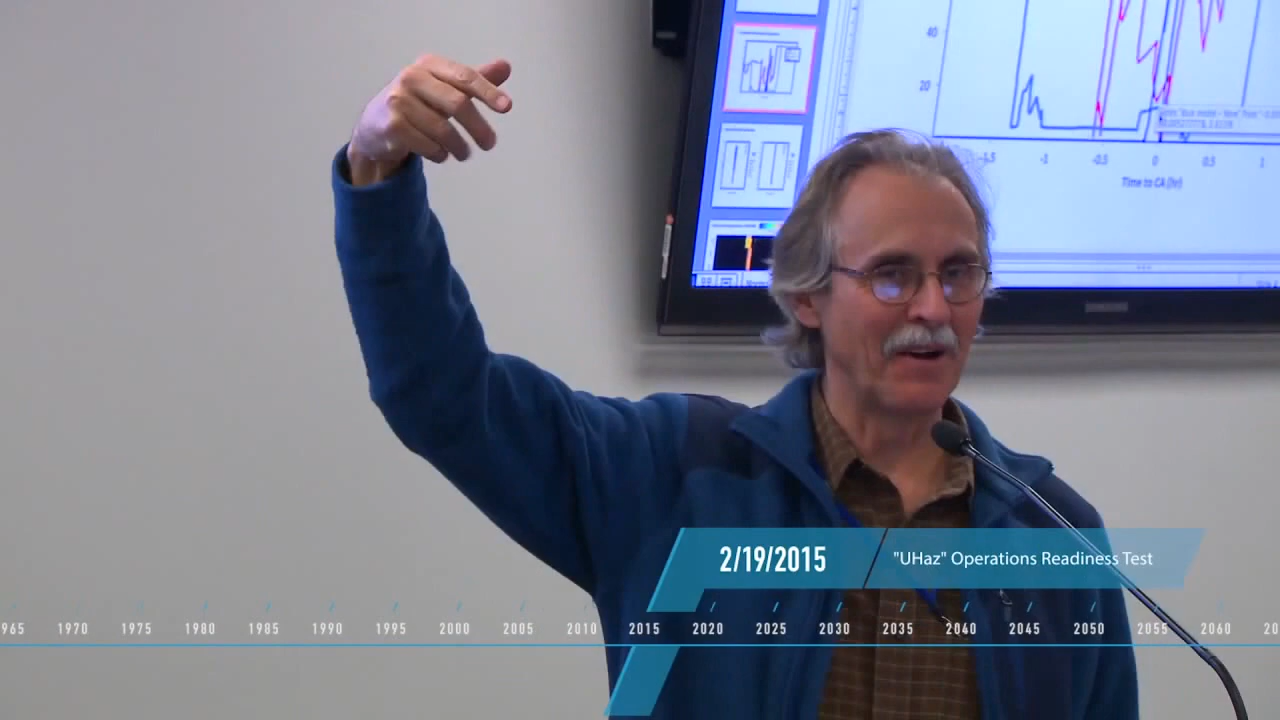 40
20
-1.5 -1 -0.5 0 0.5 1
Time to CA (hr)
SAMSUNG
2/19/2015
"UHaz" Operations Readiness Test
965 1970 1975 1980 1985 1990 1995 2000 2005 2010 2015 2020 2025 2030 2035 2040 2045 2050 2055 2060 20